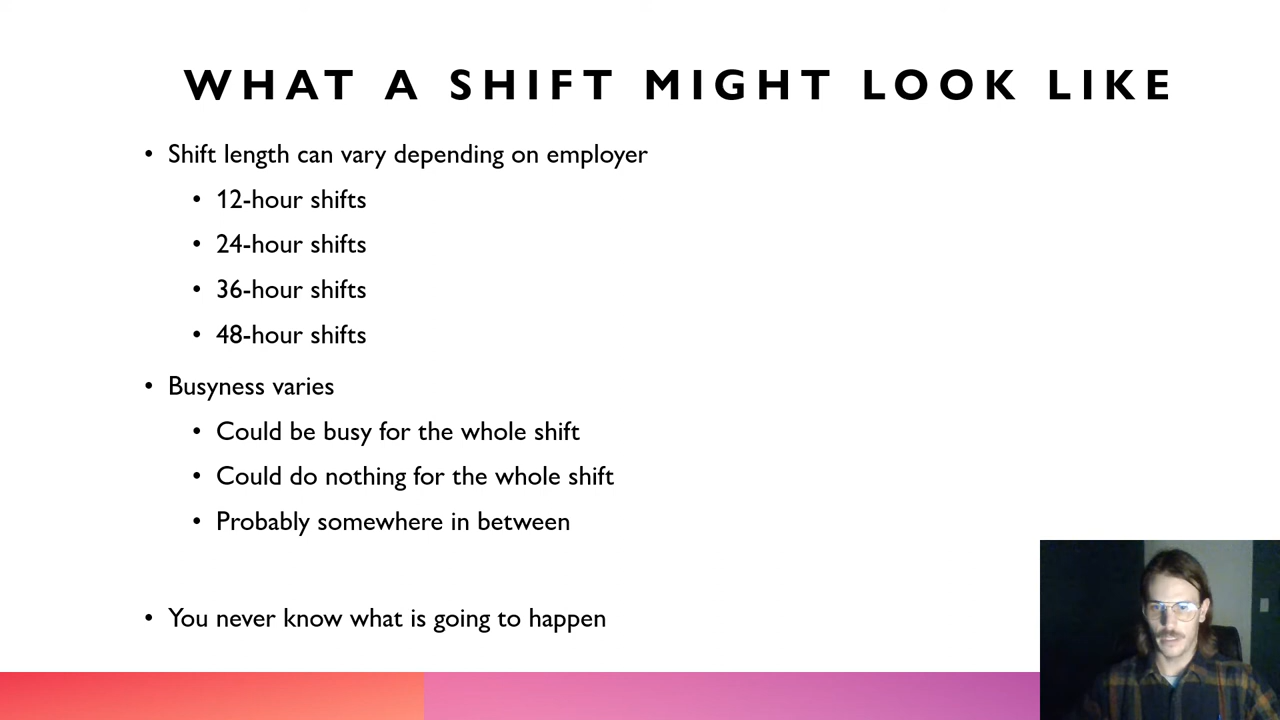 WHAT A SHIFT MIGHT LOOK LIKE
• Shift length can vary depending on employer
• 12-hour shifts
• 24-hour shifts
• 36-hour shifts
• 48-hour shifts
• Busyness varies
• Could be busy for the whole shift
• Could do nothing for the whole shift
• Probably somewhere in between
• You never know what is going to happen